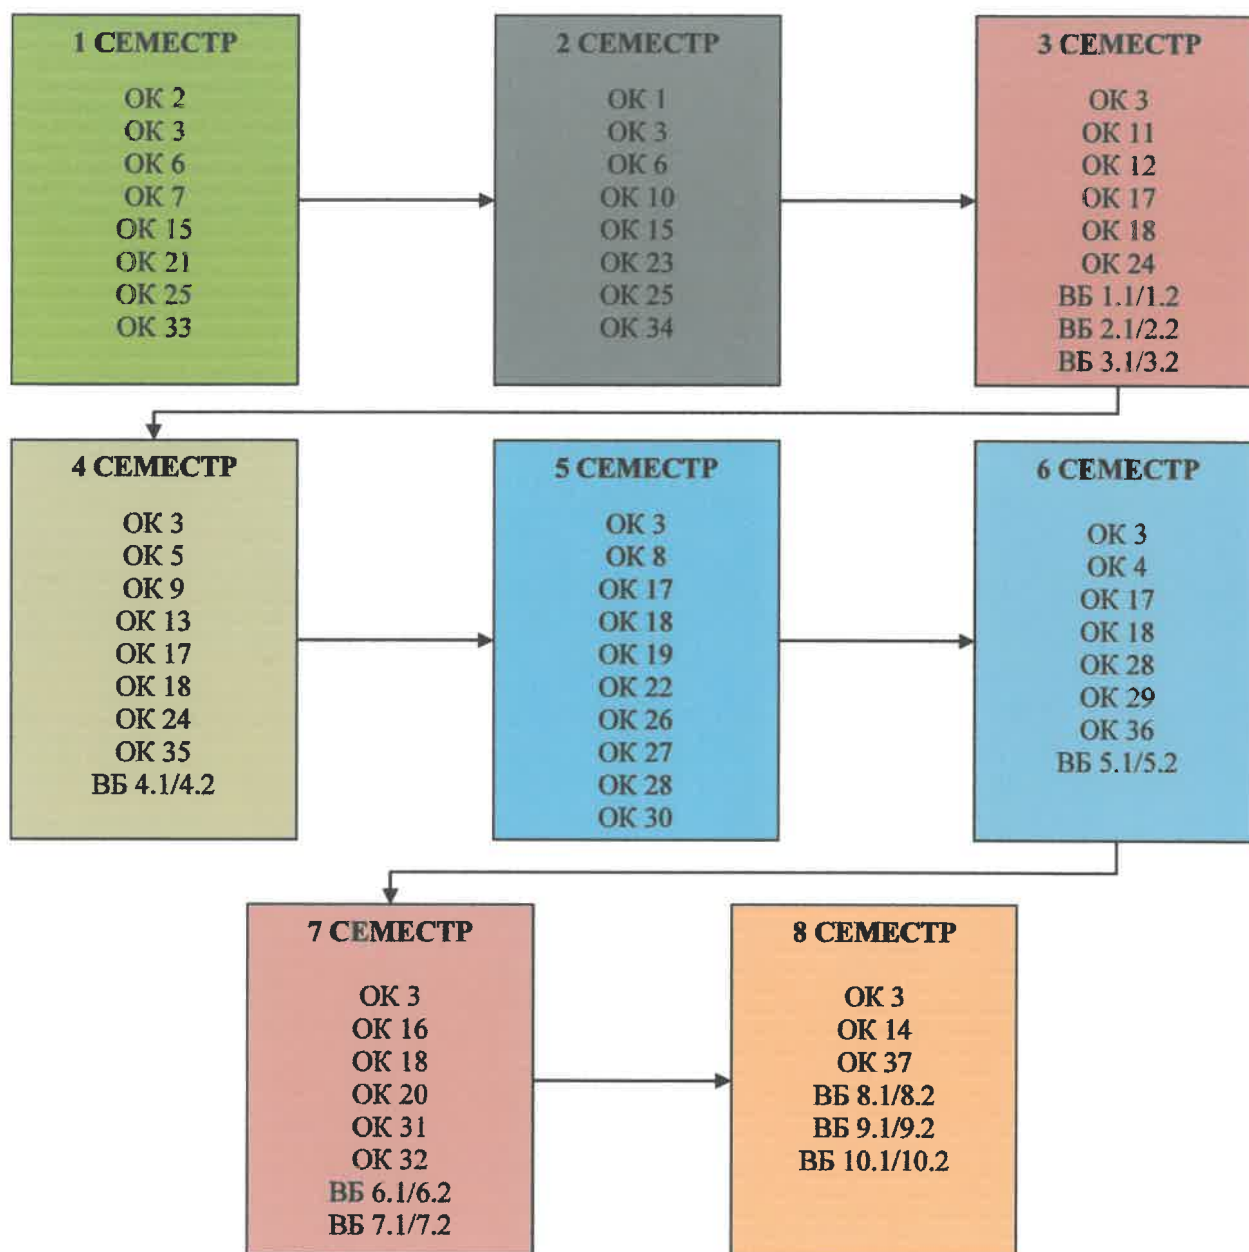 1 СЕМЕСТР
ОК 2
ОК 3
ОК 6
ОК 7
ОК 15
ОК 21
ОК 25
ОК 33
2 СЕМЕСТР
ОК 1
ОК 3
ОК 6
ОК 10
ОК 15
ОК 23
ОК 25
ОК 34
3 СЕМЕСТР
ОК 3
ОК 11
ОК 12
ОК 17
ОК 18
ОК 24
ВБ 1.1/1.2
ВБ 2.1/2.2
ВБ 3.1/3.2
4 СЕМЕСТР
ОК 3
ОК 5
ОК 9
ОК 13
ОК 17
ОК 18
ОК 24
ОК 35
ВБ 4.1/4.2
5 СЕМЕСТР
ОК 3
ОК 8
ОК 17
ОК 18
ОК 19
ОК 22
ОК 26
ОК 27
ОК 28
ОК 30
6 СЕМЕСТР
ОК 3
ОК 4
ОК 17
ОК 18
ОК 28
ОК 29
ОК 36
ВБ 5.1/5.2
7 СЕМЕСТР
ОК 3
ОК 16
ОК 18
ОК 20
ОК 31
ОК 32
ВБ 6.1/6.2
ВБ 7.1/7.2
8 СЕМЕСТР
ОК 3
ОК 14
ОК 37
ВБ 8.1/8.2
ВБ 9.1/9.2
ВБ 10.1/10.2